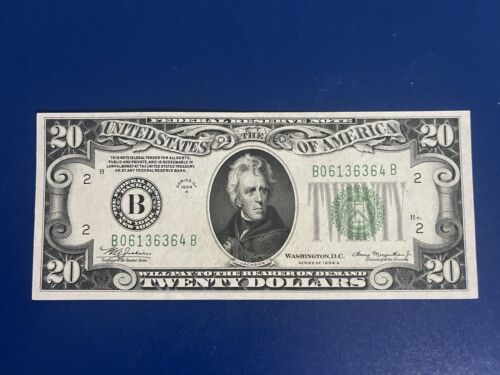 FEDERAL RESERVE NOTE
20
THE
UNITED STATES OF AMERICA
20
THIS NOTE IS LEGAL TENDER FOR ALL DEBTS,
PUBLIC AND PRIVATE, AND IS REDEEMABLE IN
LAWFUL MONEY AT THE UNITED STATES TREASURY,
OR AT ANY FEDERAL RESERVE BANK.
H
2
SERIES OF
1934
A
B06136364 B
2
B
NEW YORK
2
H
2
B06136364 B
JACKSON
WASHINGTON, D.C.
SERIES OF 1934 A
Treasurer of the United States.
Secretary of the Treasury.
WILL PAY TO THE BEARER ON DEMAND
20
TWENTY DOLLARS
20